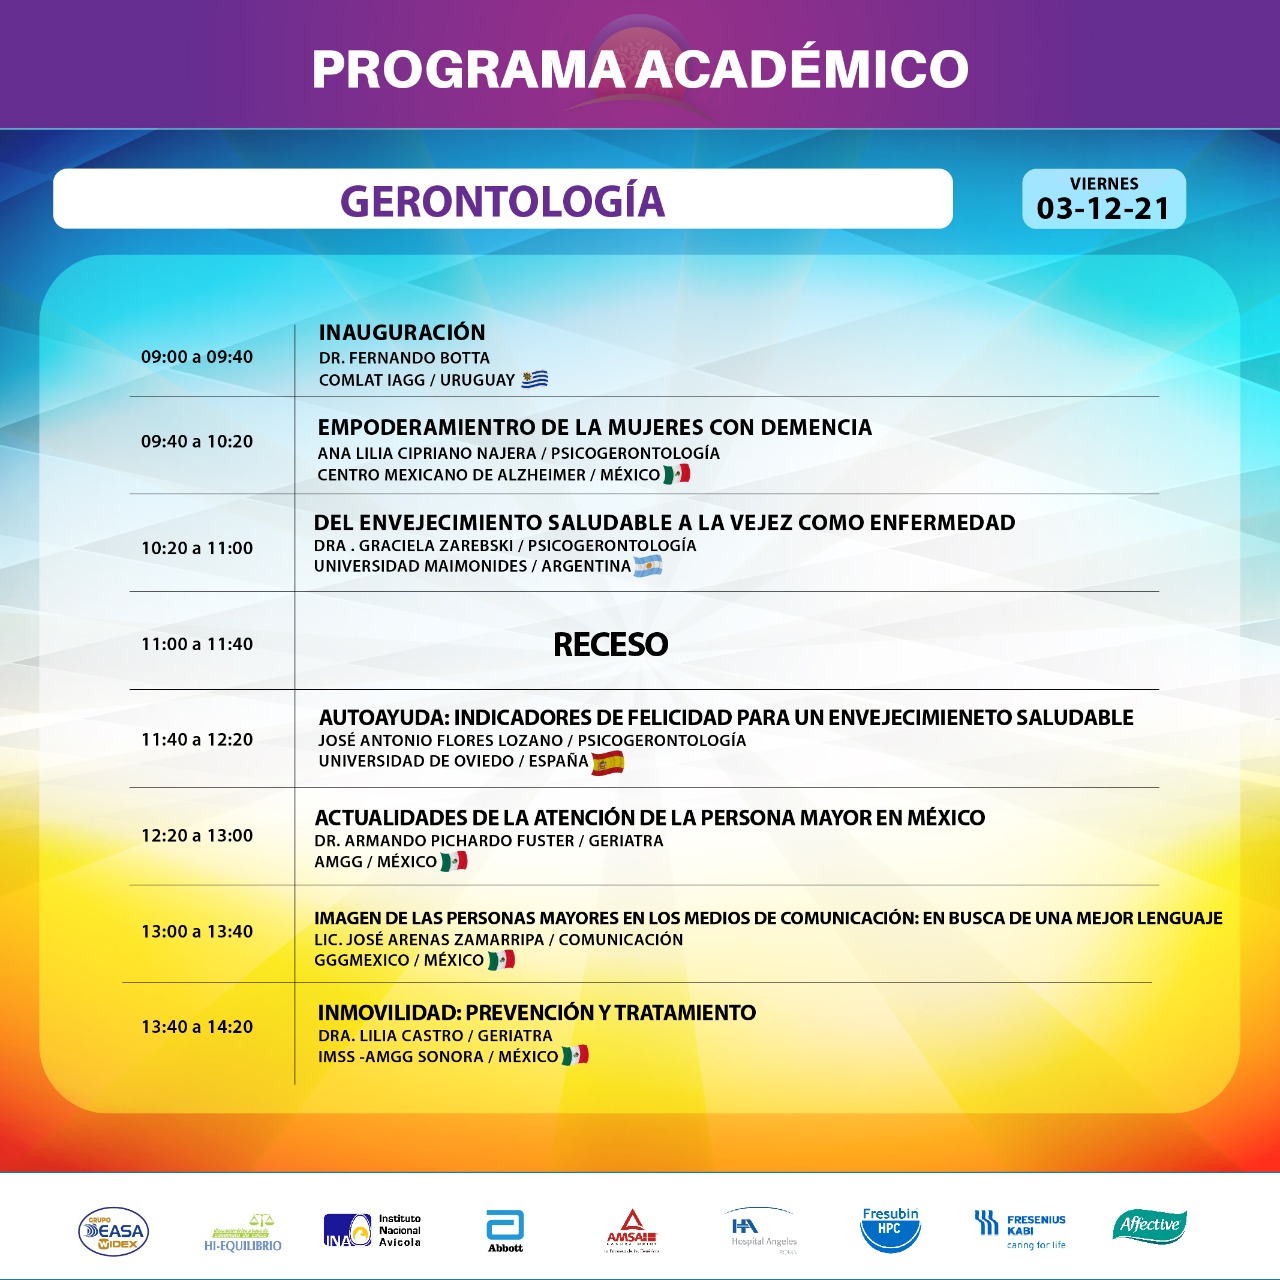 PROGRAMA ACADÉMICO
GERONTOLOGÍA
VIERNES
03-12-21
09:00 a 09:40
INAUGURACIÓN
DR. FERNANDO BOTTA
COMLAT IAGG / URUGUAY
09:40 a 10:20
EMPODERAMIENTRO DE LA MUJERES CON DEMENCIA
ANA LILIA CIPRIANO NAJERA / PSICOGERONTOLOGÍA
CENTRO MEXICANO DE ALZHEIMER / MÉXICO
10:20 a 11:00
DEL ENVEJECIMIENTO SALUDABLE A LA VEJEZ COMO ENFERMEDAD
DRA . GRACIELA ZAREBSKI / PSICOGERONTOLOGÍA
UNIVERSIDAD MAIMONIDES / ARGENTINA
11:00 a 11:40
RECESO
11:40 a 12:20
AUTOAYUDA: INDICADORES DE FELICIDAD PARA UN ENVEJECIMIENETO SALUDABLE
JOSÉ ANTONIO FLORES LOZANO / PSICOGERONTOLOGÍA
UNIVERSIDAD DE OVIEDO / ESPAÑA
12:20 a 13:00
ACTUALIDADES DE LA ATENCIÓN DE LA PERSONA MAYOR EN MÉXICO
DR. ARMANDO PICHARDO FUSTER / GERIATRA
AMGG / MÉXICO
13:00 a 13:40
IMAGEN DE LAS PERSONAS MAYORES EN LOS MEDIOS DE COMUNICACIÓN: EN BUSCA DE UNA MEJOR LENGUAJE
LIC. JOSÉ ARENAS ZAMARRIPA / COMUNICACIÓN
GGGMEXICO / MÉXICO
13:40 a 14:20
INMOVILIDAD: PREVENCIÓN Y TRATAMIENTO
DRA. LILIA CASTRO / GERIATRA
IMSS -AMGG SONORA / MÉXICO
GRUPO
EASA
WIDEX
HI-EQUILIBRIO
INA
Instituto
Nacional
Avícola
Abbott
AMSA
LABORATORIOS
HA
Hospital Angeles
Fresubin
HPC
FRESENIUS
KABI
caring for life
Affective